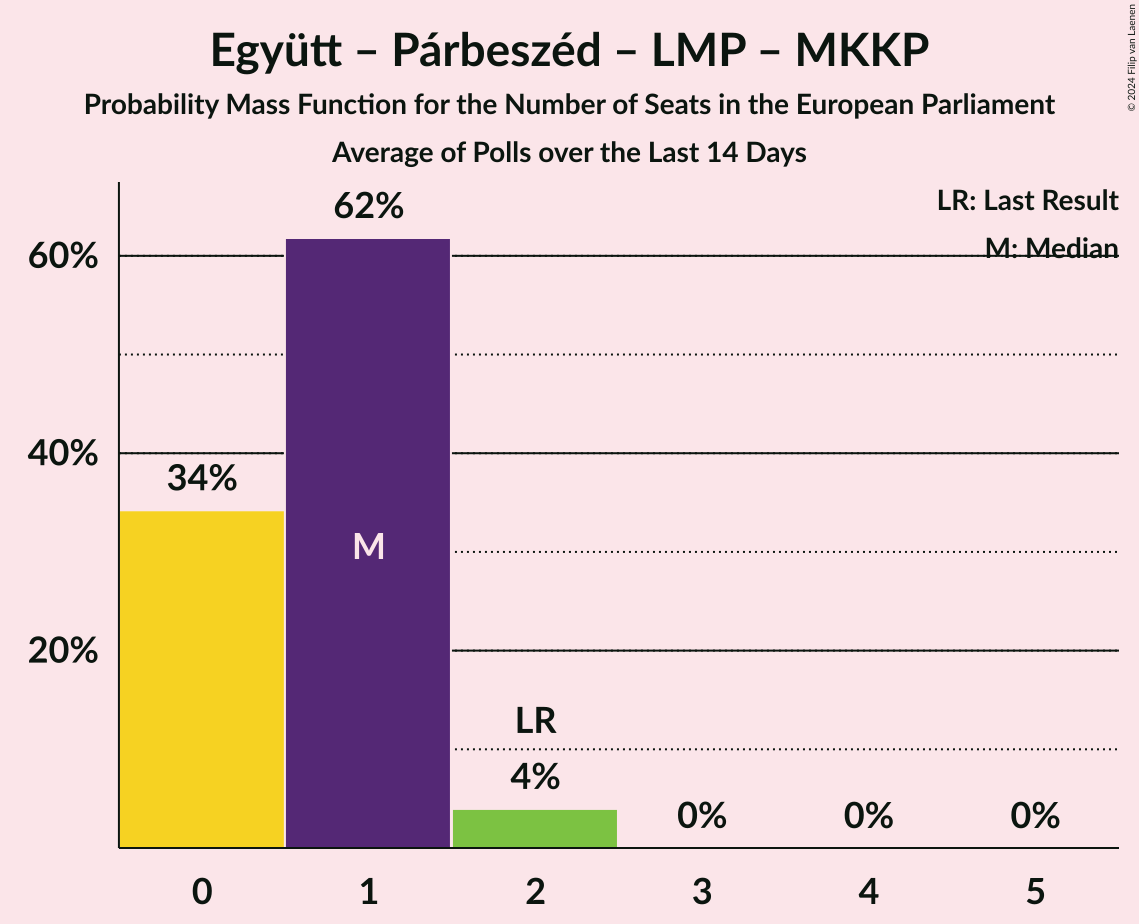 Együtt – Párbeszéd – LMP – MKKP
Probability Mass Function for the Number of Seats in the European Parliament
Average of Polls over the Last 14 Days
© 2024 Filip van Laenen
LR: Last Result
M: Median
62%
60%
40%
34%
M
20%
LR
4%
0%
0%
0%
0
1
2
3
4
5